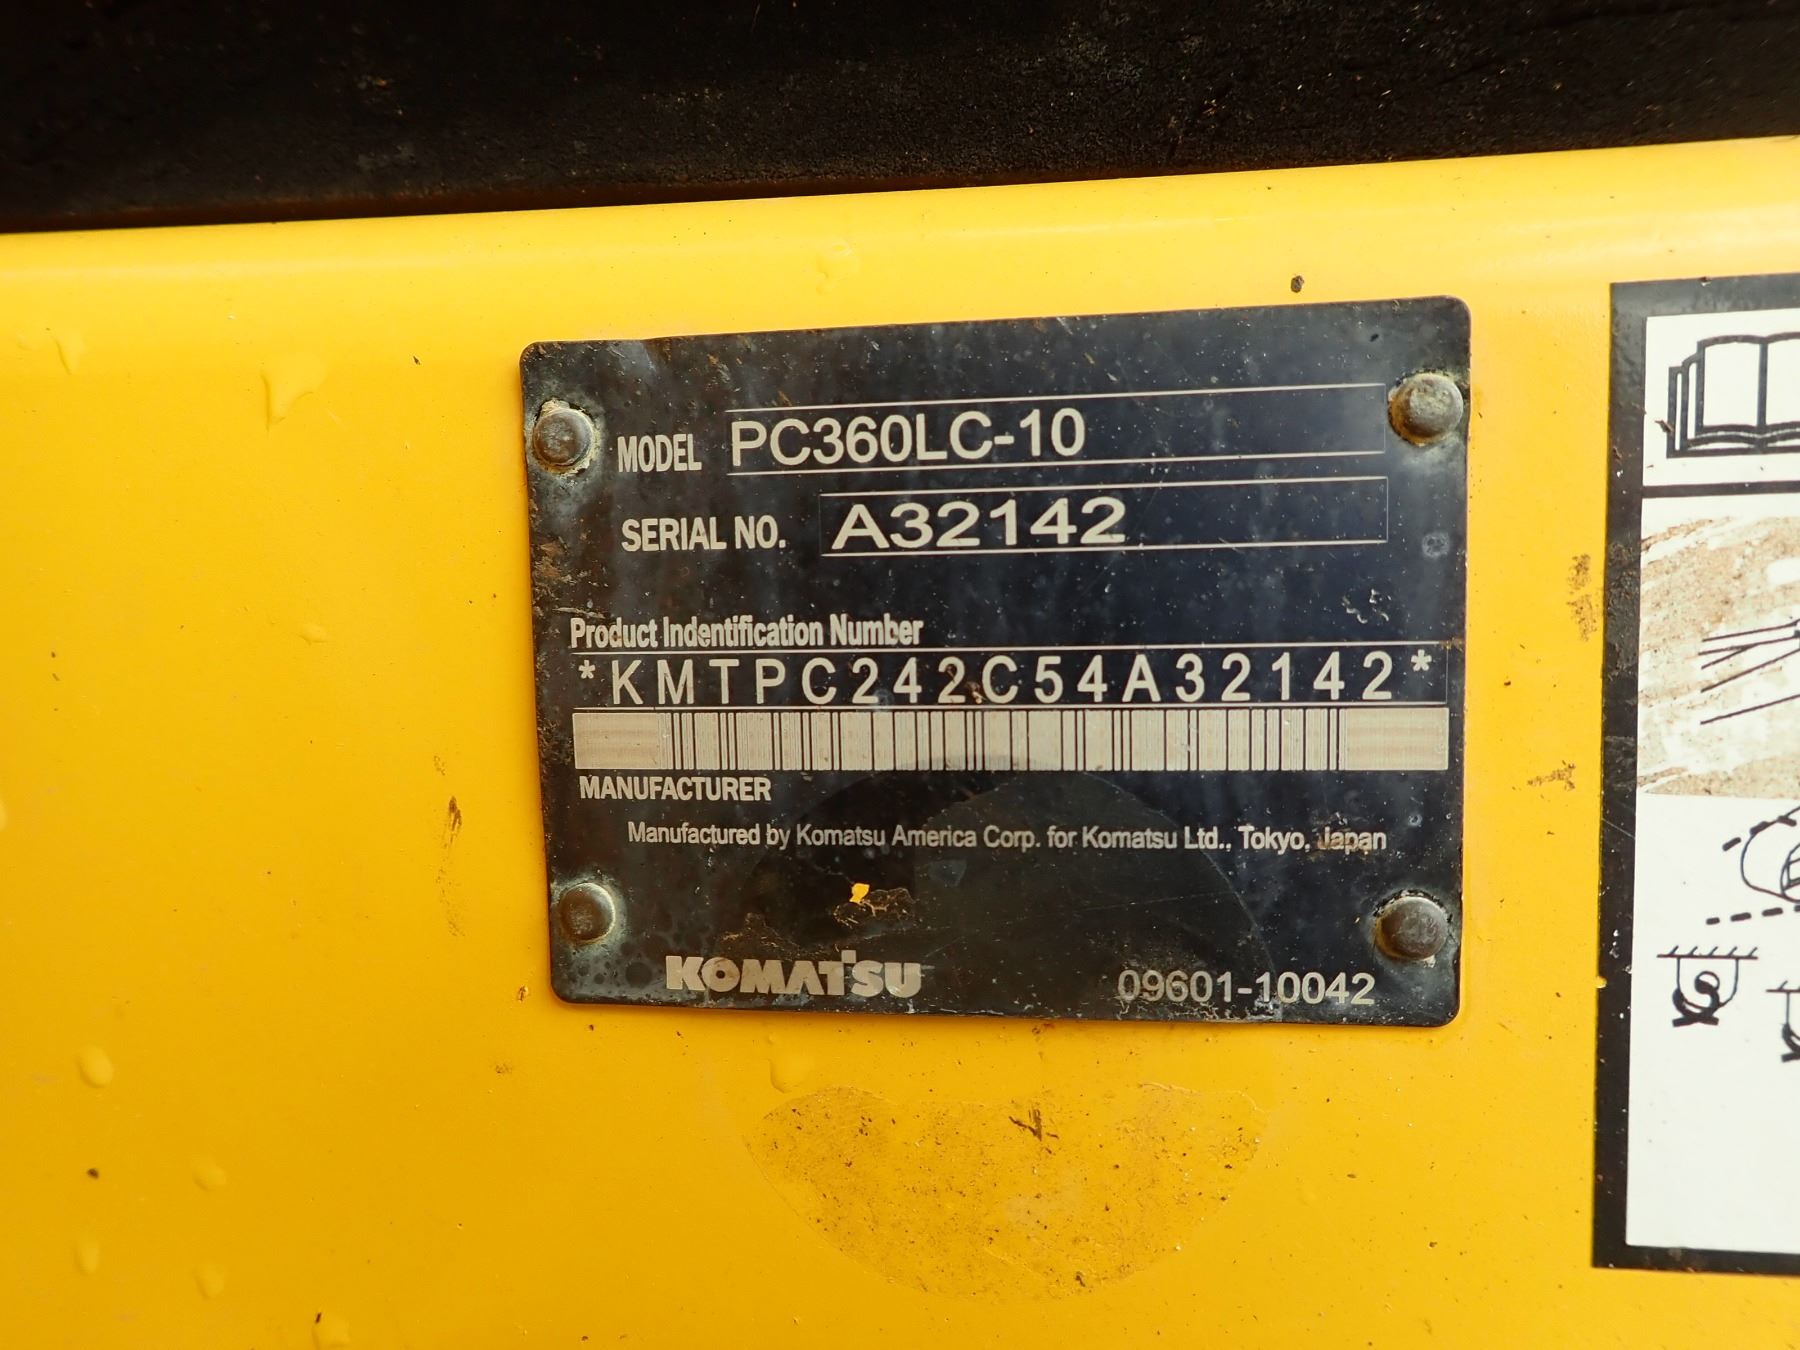 MODEL PC360LC-10
SERIAL NO. A32142
Product Indentification Number
*KMTPC242C54A32142*
MANUFACTURER
Manufactured by Komatsu America Corp. for Komatsu Ltd., Tokyo, Japan
KOMATSU 09601-10042